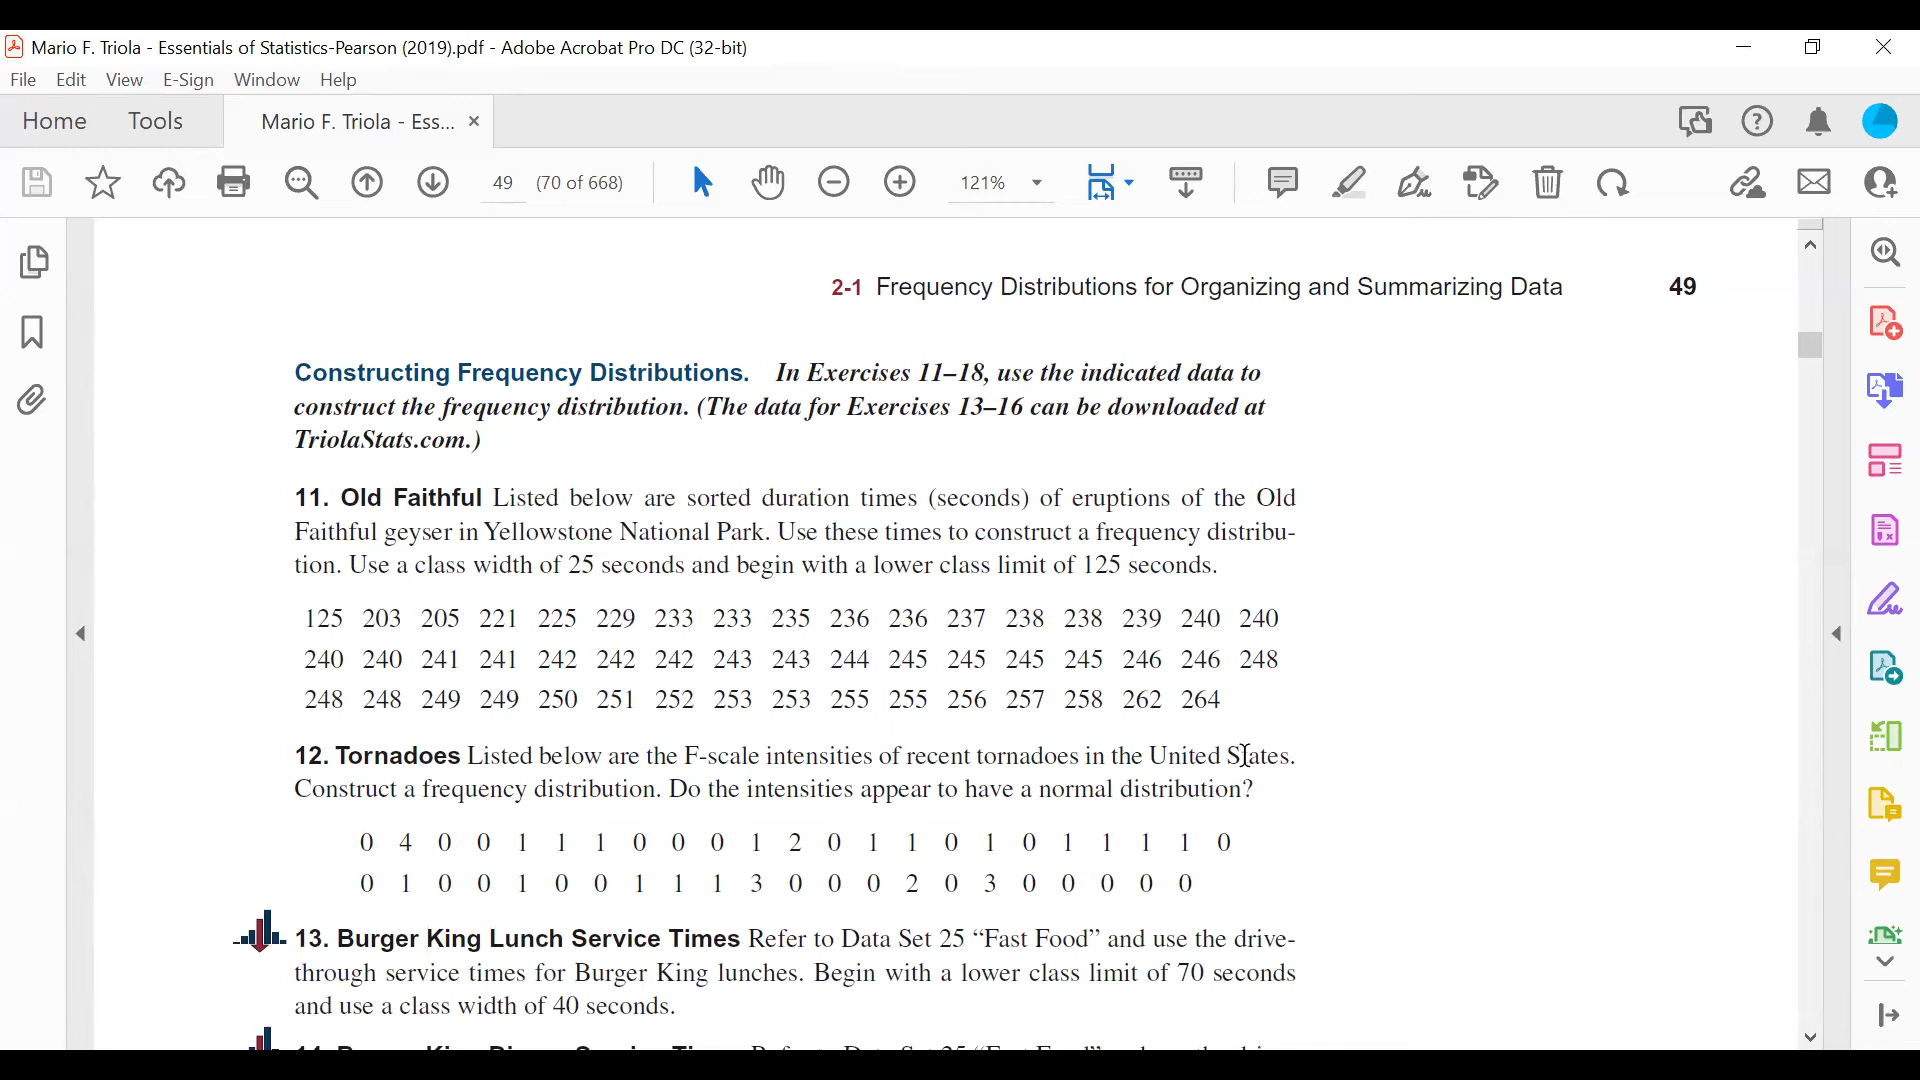 Mario F. Triola - Essentials of Statistics-Pearson (2019).pdf - Adobe Acrobat Pro DC (32-bit)
File Edit View E-Sign Window Help
Home Tools Mario F. Triola - Ess... ×
49 (70 of 668) 121%
2-1 Frequency Distributions for Organizing and Summarizing Data 49
Constructing Frequency Distributions. In Exercises 11–18, use the indicated data to
construct the frequency distribution. (The data for Exercises 13–16 can be downloaded at
TriolaStats.com.)
11. Old Faithful Listed below are sorted duration times (seconds) of eruptions of the Old
Faithful geyser in Yellowstone National Park. Use these times to construct a frequency distribu-
tion. Use a class width of 25 seconds and begin with a lower class limit of 125 seconds.
125 203 205 221 225 229 233 233 235 236 236 237 238 238 239 240 240
240 240 241 241 242 242 242 243 243 244 245 245 245 245 246 246 248
248 248 249 249 250 251 252 253 253 255 255 256 257 258 262 264
12. Tornadoes Listed below are the F-scale intensities of recent tornadoes in the United States.
Construct a frequency distribution. Do the intensities appear to have a normal distribution?
0 4 0 0 1 1 1 0 0 0 1 2 0 1 1 0 1 0 1 1 1 1 0
0 1 0 0 1 0 0 1 1 1 3 0 0 0 2 0 3 0 0 0 0 0
13. Burger King Lunch Service Times Refer to Data Set 25 “Fast Food” and use the drive-
through service times for Burger King lunches. Begin with a lower class limit of 70 seconds
and use a class width of 40 seconds.